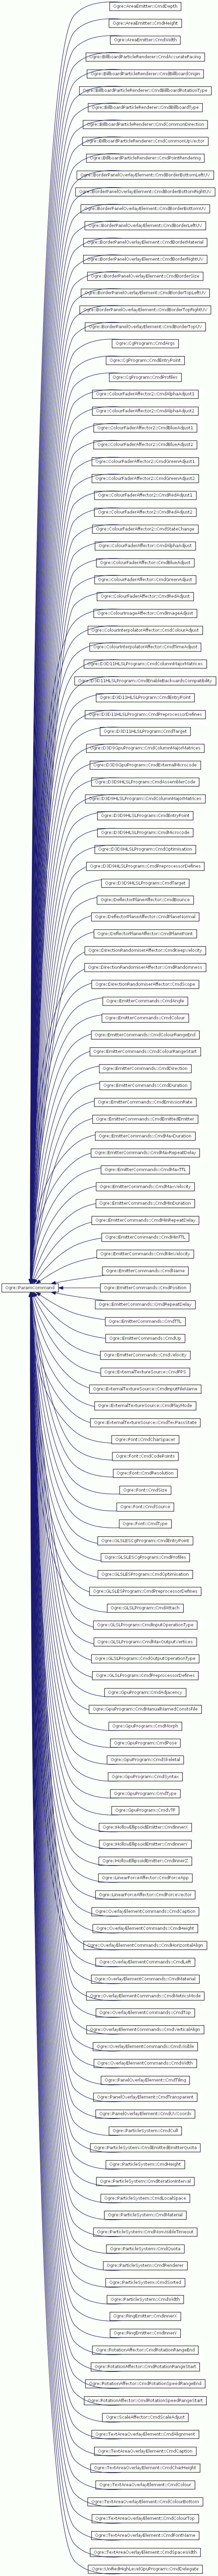 Ogre::AreaEmitter::CmdDepth
Ogre::AreaEmitter::CmdHeight
Ogre::AreaEmitter::CmdWidth
Ogre::BillboardParticleRenderer::CmdAccurateFacing
Ogre::BillboardParticleRenderer::CmdBillboardOrigin
Ogre::BillboardParticleRenderer::CmdBillboardRotationType
Ogre::BillboardParticleRenderer::CmdBillboardType
Ogre::BillboardParticleRenderer::CmdCommonDirection
Ogre::BillboardParticleRenderer::CmdCommonUpVector
Ogre::BillboardParticleRenderer::CmdPointRendering
Ogre::BorderPanelOverlayElement::CmdBorderBottomLeftUV
Ogre::BorderPanelOverlayElement::CmdBorderBottomRightUV
Ogre::BorderPanelOverlayElement::CmdBorderBottomUV
Ogre::BorderPanelOverlayElement::CmdBorderLeftUV
Ogre::BorderPanelOverlayElement::CmdBorderMaterial
Ogre::BorderPanelOverlayElement::CmdBorderRightUV
Ogre::BorderPanelOverlayElement::CmdBorderSize
Ogre::BorderPanelOverlayElement::CmdBorderTopLeftUV
Ogre::BorderPanelOverlayElement::CmdBorderTopRightUV
Ogre::BorderPanelOverlayElement::CmdBorderTopUV
Ogre::CgProgram::CmdArgs
Ogre::CgProgram::CmdEntryPoint
Ogre::CgProgram::CmdProfiles
Ogre::ColourFaderAffector2::CmdAlphaAdjust1
Ogre::ColourFaderAffector2::CmdAlphaAdjust2
Ogre::ColourFaderAffector2::CmdBlueAdjust1
Ogre::ColourFaderAffector2::CmdBlueAdjust2
Ogre::ColourFaderAffector2::CmdGreenAdjust1
Ogre::ColourFaderAffector2::CmdGreenAdjust2
Ogre::ColourFaderAffector2::CmdRedAdjust1
Ogre::ColourFaderAffector2::CmdRedAdjust2
Ogre::ColourFaderAffector2::CmdStateChange
Ogre::ColourFaderAffector::CmdAlphaAdjust
Ogre::ColourFaderAffector::CmdBlueAdjust
Ogre::ColourFaderAffector::CmdGreenAdjust
Ogre::ColourFaderAffector::CmdRedAdjust
Ogre::ColourImageAffector::CmdImageAdjust
Ogre::ColourInterpolatorAffector::CmdColourAdjust
Ogre::ColourInterpolatorAffector::CmdTimeAdjust
Ogre::D3D11HLSLProgram::CmdColumnMajorMatrices
Ogre::D3D11HLSLProgram::CmdEnableBackwardsCompatibility
Ogre::D3D11HLSLProgram::CmdEntryPoint
Ogre::D3D11HLSLProgram::CmdPreprocessorDefines
Ogre::D3D11HLSLProgram::CmdTarget
Ogre::D3D9GpuProgram::CmdColumnMajorMatrices
Ogre::D3D9GpuProgram::CmdExternalMicrocode
Ogre::D3D9HLSLProgram::CmdAssemblerCode
Ogre::D3D9HLSLProgram::CmdColumnMajorMatrices
Ogre::D3D9HLSLProgram::CmdEntryPoint
Ogre::D3D9HLSLProgram::CmdMicrocode
Ogre::D3D9HLSLProgram::CmdOptimisation
Ogre::D3D9HLSLProgram::CmdPreprocessorDefines
Ogre::D3D9HLSLProgram::CmdTarget
Ogre::DeflectorPlaneAffector::CmdBounce
Ogre::DeflectorPlaneAffector::CmdPlaneNormal
Ogre::DeflectorPlaneAffector::CmdPlanePoint
Ogre::DirectionRandomiserAffector::CmdKeepVelocity
Ogre::DirectionRandomiserAffector::CmdRandomness
Ogre::DirectionRandomiserAffector::CmdScope
Ogre::EmitterCommands::CmdAngle
Ogre::EmitterCommands::CmdColour
Ogre::EmitterCommands::CmdColourRangeEnd
Ogre::EmitterCommands::CmdColourRangeStart
Ogre::EmitterCommands::CmdDirection
Ogre::EmitterCommands::CmdDuration
Ogre::EmitterCommands::CmdEmissionRate
Ogre::EmitterCommands::CmdEmittedEmitter
Ogre::EmitterCommands::CmdMaxDuration
Ogre::EmitterCommands::CmdMaxRepeatDelay
Ogre::EmitterCommands::CmdMaxTTL
Ogre::EmitterCommands::CmdMaxVelocity
Ogre::EmitterCommands::CmdMinDuration
Ogre::EmitterCommands::CmdMinRepeatDelay
Ogre::EmitterCommands::CmdMinTTL
Ogre::EmitterCommands::CmdMinVelocity
Ogre::EmitterCommands::CmdName
Ogre::ParamCommand
Ogre::EmitterCommands::CmdPosition
Ogre::EmitterCommands::CmdRepeatDelay
Ogre::EmitterCommands::CmdTTL
Ogre::EmitterCommands::CmdUp
Ogre::EmitterCommands::CmdVelocity
Ogre::ExternalTextureSource::CmdFPS
Ogre::ExternalTextureSource::CmdInputFileName
Ogre::ExternalTextureSource::CmdPlayMode
Ogre::ExternalTextureSource::CmdTecPassState
Ogre::Font::CmdCharSpacer
Ogre::Font::CmdCodePoints
Ogre::Font::CmdResolution
Ogre::Font::CmdSize
Ogre::Font::CmdSource
Ogre::Font::CmdType
Ogre::GLSLESCgProgram::CmdEntryPoint
Ogre::GLSLESCgProgram::CmdProfiles
Ogre::GLSLESProgram::CmdOptimisation
Ogre::GLSLESProgram::CmdPreprocessorDefines
Ogre::GLSLProgram::CmdAttach
Ogre::GLSLProgram::CmdInputOperationType
Ogre::GLSLProgram::CmdMaxOutputVertices
Ogre::GLSLProgram::CmdOutputOperationType
Ogre::GLSLProgram::CmdPreprocessorDefines
Ogre::GpuProgram::CmdAdjacency
Ogre::GpuProgram::CmdManualNamedConstsFile
Ogre::GpuProgram::CmdMorph
Ogre::GpuProgram::CmdPose
Ogre::GpuProgram::CmdSkeletal
Ogre::GpuProgram::CmdSyntax
Ogre::GpuProgram::CmdType
Ogre::GpuProgram::CmdVTF
Ogre::HollowEllipsoidEmitter::CmdInnerX
Ogre::HollowEllipsoidEmitter::CmdInnerY
Ogre::HollowEllipsoidEmitter::CmdInnerZ
Ogre::LinearForceAffector::CmdForceApp
Ogre::LinearForceAffector::CmdForceVector
Ogre::OverlayElementCommands::CmdCaption
Ogre::OverlayElementCommands::CmdHeight
Ogre::OverlayElementCommands::CmdHorizontalAlign
Ogre::OverlayElementCommands::CmdLeft
Ogre::OverlayElementCommands::CmdMaterial
Ogre::OverlayElementCommands::CmdMetricsMode
Ogre::OverlayElementCommands::CmdTop
Ogre::OverlayElementCommands::CmdVerticalAlign
Ogre::OverlayElementCommands::CmdVisible
Ogre::OverlayElementCommands::CmdWidth
Ogre::PanelOverlayElement::CmdTiling
Ogre::PanelOverlayElement::CmdTransparent
Ogre::PanelOverlayElement::CmdUVCoords
Ogre::ParticleSystem::CmdCull
Ogre::ParticleSystem::CmdEmittedEmitterQuota
Ogre::ParticleSystem::CmdHeight
Ogre::ParticleSystem::CmdIterationInterval
Ogre::ParticleSystem::CmdLocalSpace
Ogre::ParticleSystem::CmdMaterial
Ogre::ParticleSystem::CmdNonvisibleTimeout
Ogre::ParticleSystem::CmdQuota
Ogre::ParticleSystem::CmdRenderer
Ogre::ParticleSystem::CmdSorted
Ogre::ParticleSystem::CmdWidth
Ogre::RingEmitter::CmdInnerX
Ogre::RingEmitter::CmdInnerY
Ogre::RotationAffector::CmdRotationRangeEnd
Ogre::RotationAffector::CmdRotationRangeStart
Ogre::RotationAffector::CmdRotationSpeedRangeEnd
Ogre::RotationAffector::CmdRotationSpeedRangeStart
Ogre::ScaleAffector::CmdScaleAdjust
Ogre::TextAreaOverlayElement::CmdAlignment
Ogre::TextAreaOverlayElement::CmdCaption
Ogre::TextAreaOverlayElement::CmdCharHeight
Ogre::TextAreaOverlayElement::CmdColour
Ogre::TextAreaOverlayElement::CmdColourBottom
Ogre::TextAreaOverlayElement::CmdColourTop
Ogre::TextAreaOverlayElement::CmdFontName
Ogre::TextAreaOverlayElement::CmdSpaceWidth
Ogre::UnifiedHighLevelGpuProgram::CmdDelegate